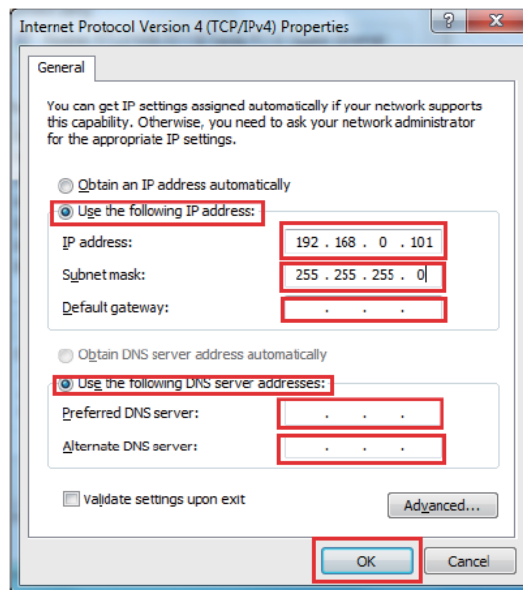 Internet Protocol Version 4 (TCP/IPv4) Properties
?
X
General
You can get IP settings assigned automatically if your network supports
this capability. Otherwise, you need to ask your network administrator
for the appropriate IP settings.
Obtain an IP address automatically
Use the following IP address:
IP address: 192 . 168 . 0 . 101
Subnet mask: 255 . 255 . 255 . 0
Default gateway: . . .
Obtain DNS server address automatically
Use the following DNS server addresses:
Preferred DNS server: . . .
Alternate DNS server: . . .
Validate settings upon exit
Advanced...
OK Cancel